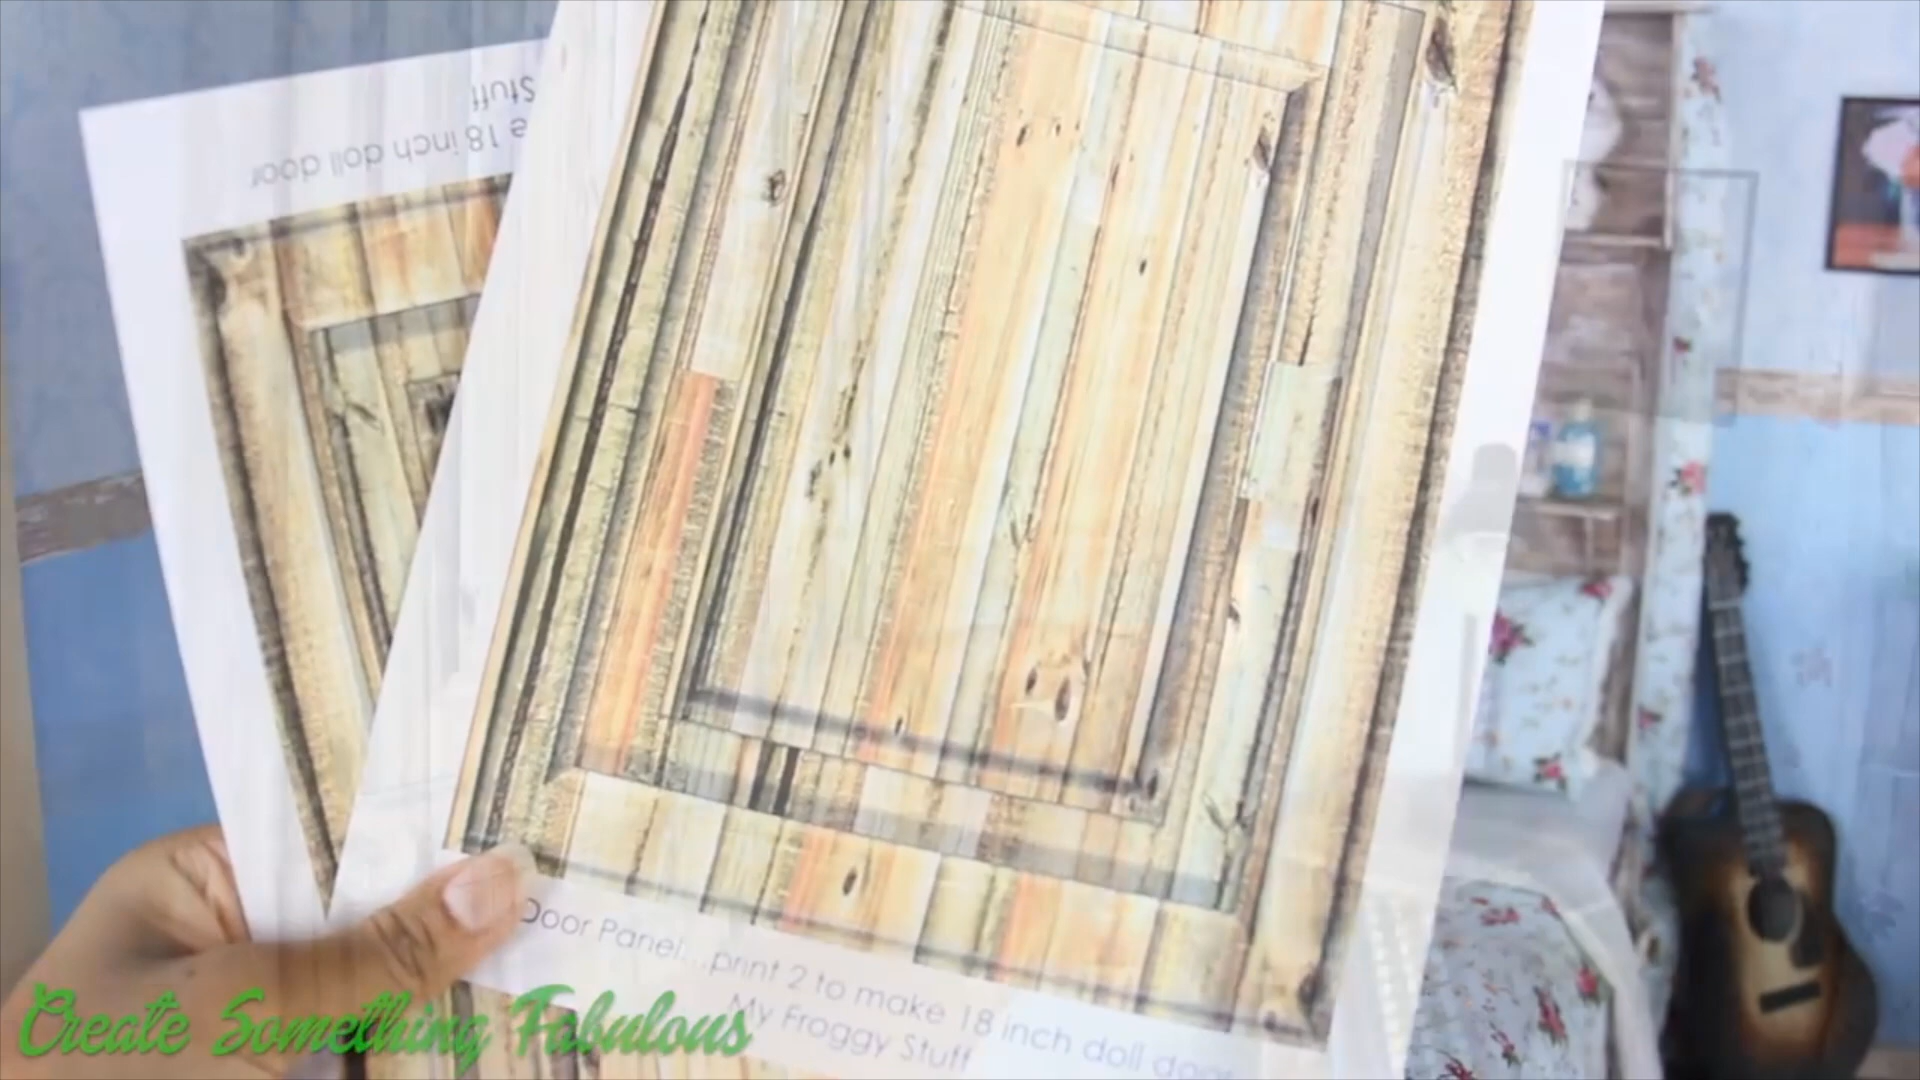 Stuff
e 18 inch doll door
Door Panel...print 2 to make 18 inch doll door
My Froggy Stuff
Create Something Fabulous